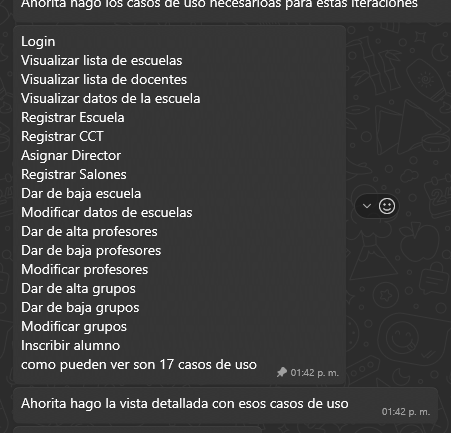 Ahorita hago los casos de uso necesarioas para estas iteraciones
Login
Visualizar lista de escuelas
Visualizar lista de docentes
Visualizar datos de la escuela
Registrar Escuela
Registrar CCT
Asignar Director
Registrar Salones
Dar de baja escuela
Modificar datos de escuelas
Dar de alta profesores
Dar de baja profesores
Modificar profesores
Dar de alta grupos
Dar de baja grupos
Modificar grupos
Inscribir alumno
como pueden ver son 17 casos de uso
01:42 p. m.
Ahorita hago la vista detallada con esos casos de uso
01:42 p. m.